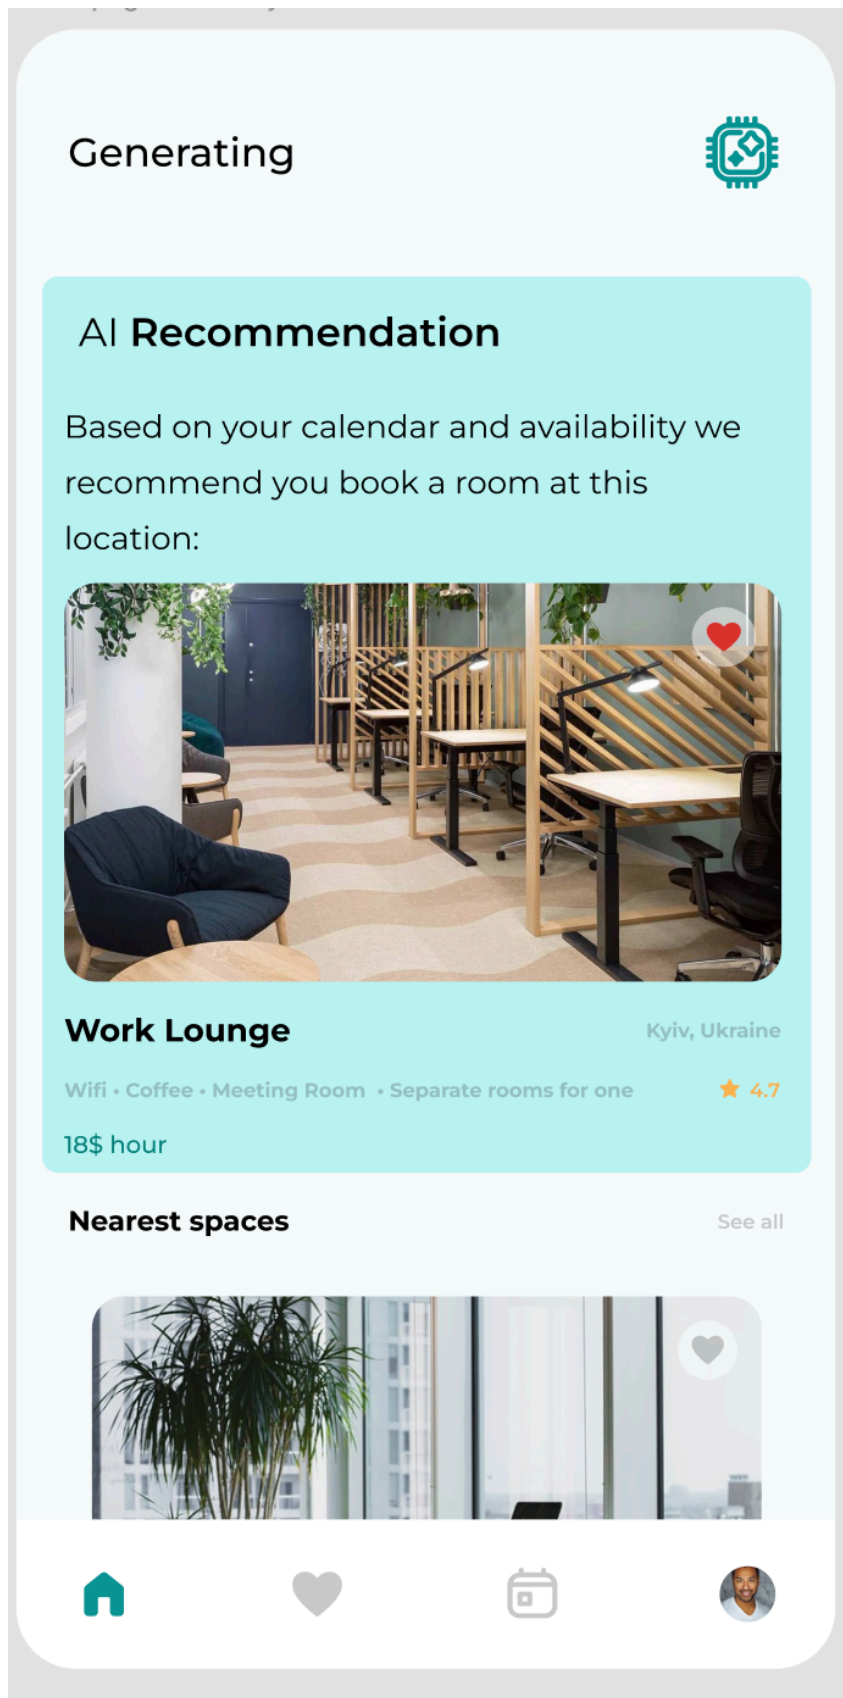 Generating
AI Recommendation
Based on your calendar and availability we
recommend you book a room at this
location:
Work Lounge
Kyiv, Ukraine
Wifi • Coffee • Meeting Room • Separate rooms for one
4.7
18$ hour
Nearest spaces
See all